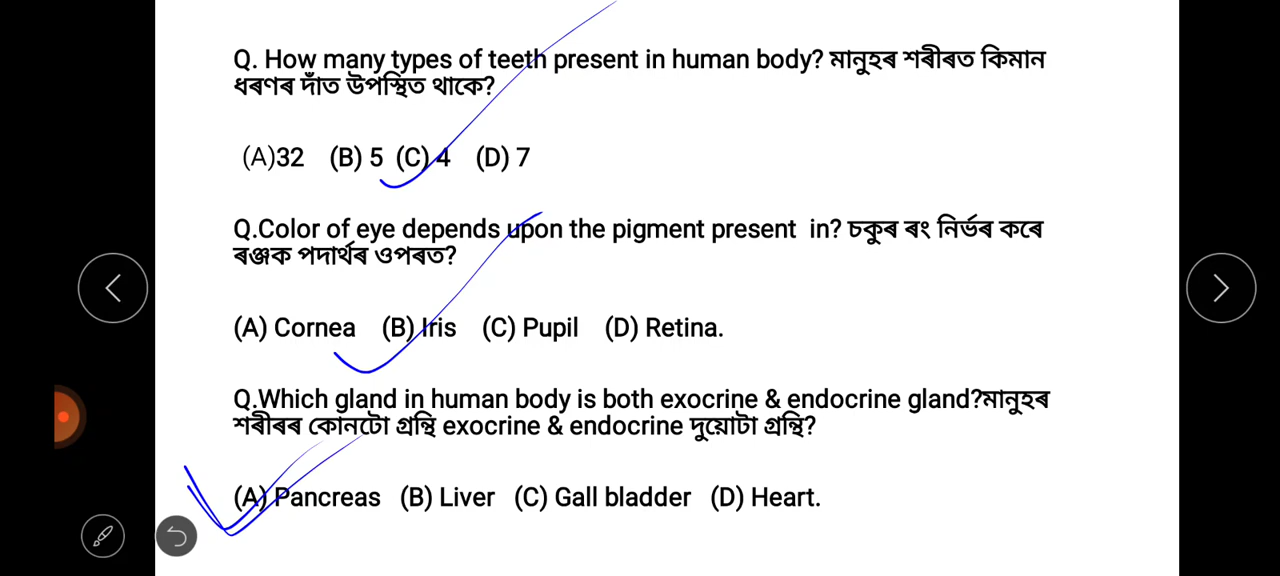 Q. How many types of teeth present in human body? মানুহৰ শৰীৰত কিমান
ধৰণৰ দাঁত উপস্থিত থাকে?
(A)32 (B) 5 (C) 4 (D) 7
Q.Color of eye depends upon the pigment present in? চকুৰ ৰং নিৰ্ভৰ কৰে
ৰঞ্জক পদাৰ্থৰ ওপৰত?
(A) Cornea (B) Iris (C) Pupil (D) Retina.
Q.Which gland in human body is both exocrine & endocrine gland?মানুহৰ
শৰীৰৰ কোনটো গ্ৰন্থি exocrine & endocrine দুয়োটা গ্ৰন্থি?
(A) Pancreas (B) Liver (C) Gall bladder (D) Heart.